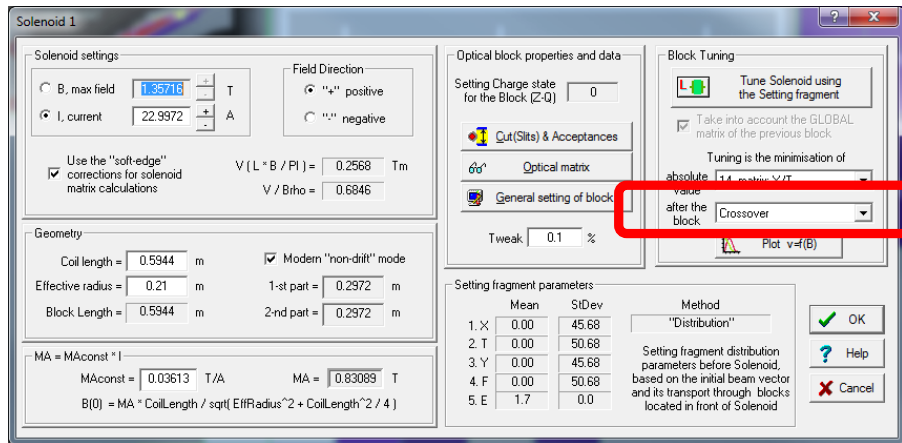 Solenoid 1
?
X
Solenoid settings
B, max field 1.35716 + - T
I, current 22.9972 + - A
Field Direction
"+" positive
"-" negative
Use the "soft-edge"
corrections for solenoid
matrix calculations
V ( L * B / PI ) = 0.2568 Tm
V / Brho = 0.6846
Geometry
Coil length = 0.5944 m
Effective radius = 0.21 m
Block Length = 0.5944 m
Modern "non-drift" mode
1-st part = 0.2972 m
2-nd part = 0.2972 m
MA = MAconst * I
MAconst = 0.03613 T/A MA = 0.83089 T
B(0) = MA * CoilLength / sqrt( EffRadius^2 + CoilLength^2 / 4 )
Optical block properties and data
Setting Charge state
for the Block (Z-Q) 0
Cut(Slits) & Acceptances
Optical matrix
General setting of block
Tweak 0.1 %
Block Tuning
L
Tune Solenoid using
the Setting fragment
Take into account the GLOBAL
matrix of the previous block
Tuning is the minimisation of
absolute
value
after the
block
Crossover
Plot v=f(B)
Setting fragment parameters
Mean StDev
1. X 0.00 45.68
2. T 0.00 50.68
3. Y 0.00 45.68
4. F 0.00 50.68
5. E 1.7 0.0
Method
"Distribution"
Setting fragment distribution
parameters before Solenoid,
based on the initial beam vector
and its transport through blocks
located in front of Solenoid
OK
? Help
Cancel